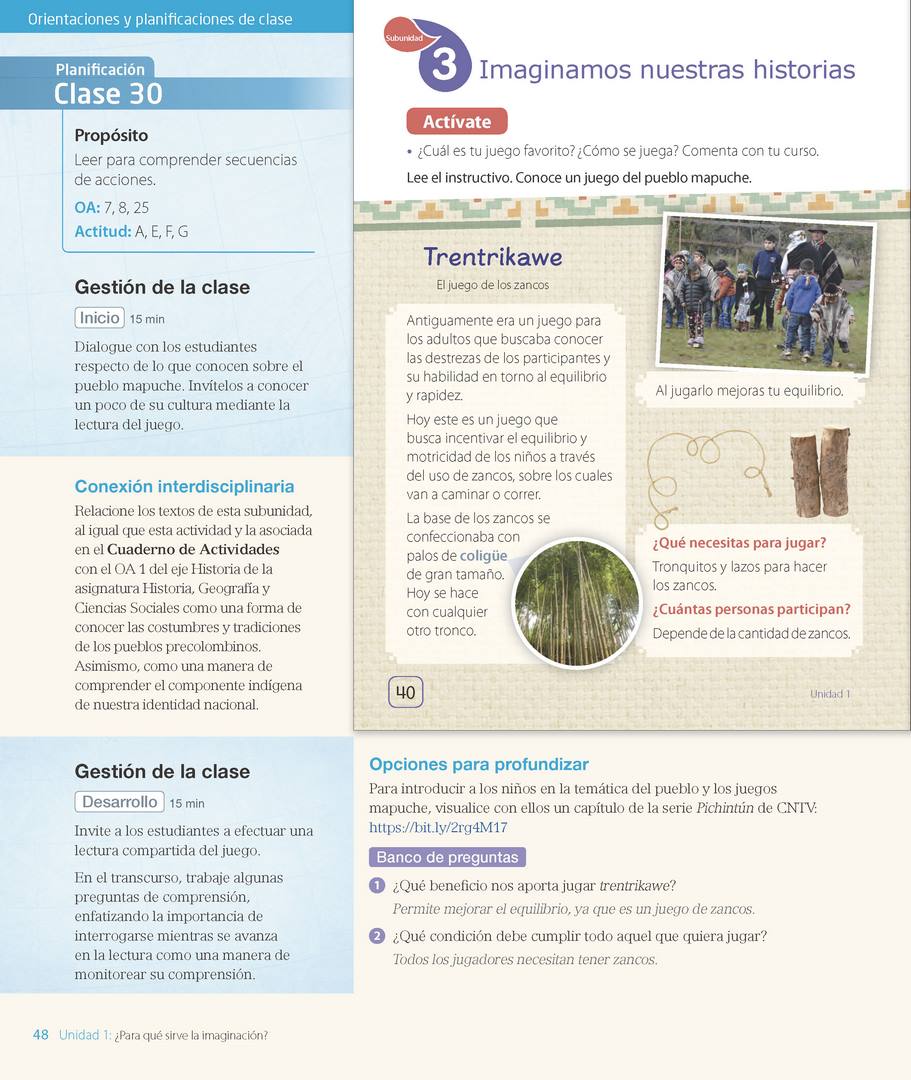 Orientaciones y planificaciones de clase
Planificación
Clase 30
Propósito
Leer para comprender secuencias
de acciones.
OA: 7, 8, 25
Actitud: A, E, F, G
Gestión de la clase
Inicio 15 min
Dialogue con los estudiantes
respecto de lo que conocen sobre el
pueblo mapuche. Invítelos a conocer
un poco de su cultura mediante la
lectura del juego.
Conexión interdisciplinaria
Relacione los textos de esta subunidad,
al igual que esta actividad y la asociada
en el Cuaderno de Actividades
con el OA 1 del eje Historia de la
asignatura Historia, Geografía y
Ciencias Sociales como una forma de
conocer las costumbres y tradiciones
de los pueblos precolombinos.
Asimismo, como una manera de
comprender el componente indígena
de nuestra identidad nacional.
Gestión de la clase
Desarrollo 15 min
Invite a los estudiantes a efectuar una
lectura compartida del juego.
En el transcurso, trabaje algunas
preguntas de comprensión,
enfatizando la importancia de
interrogarse mientras se avanza
en la lectura como una manera de
monitorear su comprensión.
Subunidad
3 Imaginamos nuestras historias
Actívate
• ¿Cuál es tu juego favorito? ¿Cómo se juega? Comenta con tu curso.
Lee el instructivo. Conoce un juego del pueblo mapuche.
Trentrikawe
El juego de los zancos
Antiguamente era un juego para
los adultos que buscaba conocer
las destrezas de los participantes y
su habilidad en torno al equilibrio
y rapidez.
Hoy este es un juego que
busca incentivar el equilibrio y
motricidad de los niños a través
del uso de zancos, sobre los cuales
van a caminar o correr.
La base de los zancos se
confeccionaba con
palos de coligüe
de gran tamaño.
Hoy se hace
con cualquier
otro tronco.
Al jugarlo mejoras tu equilibrio.
¿Qué necesitas para jugar?
Tronquitos y lazos para hacer
los zancos.
¿Cuántas personas participan?
Depende de la cantidad de zancos.
40
Unidad 1
Opciones para profundizar
Para introducir a los niños en la temática del pueblo y los juegos
mapuche, visualice con ellos un capítulo de la serie Pichintún de CNTV:
https://bit.ly/2rg4M17
Banco de preguntas
1 ¿Qué beneficio nos aporta jugar trentrikawe?
Permite mejorar el equilibrio, ya que es un juego de zancos.
2 ¿Qué condición debe cumplir todo aquel que quiera jugar?
Todos los jugadores necesitan tener zancos.
48 Unidad 1: ¿Para qué sirve la imaginación?